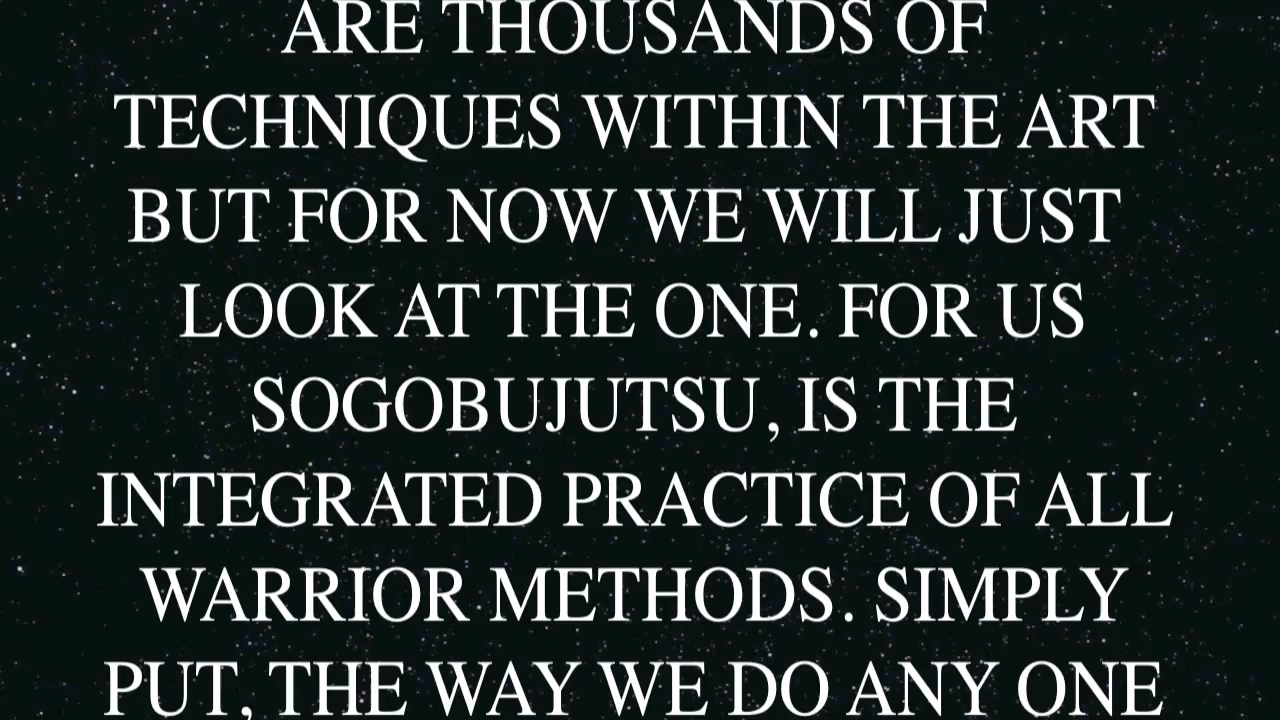 ARE THOUSANDS OF
TECHNIQUES WITHIN THE ART
BUT FOR NOW WE WILL JUST
LOOK AT THE ONE. FOR US
SOGOBUJUTSU, IS THE
INTEGRATED PRACTICE OF ALL
WARRIOR METHODS. SIMPLY
PUT, THE WAY WE DO ANY ONE